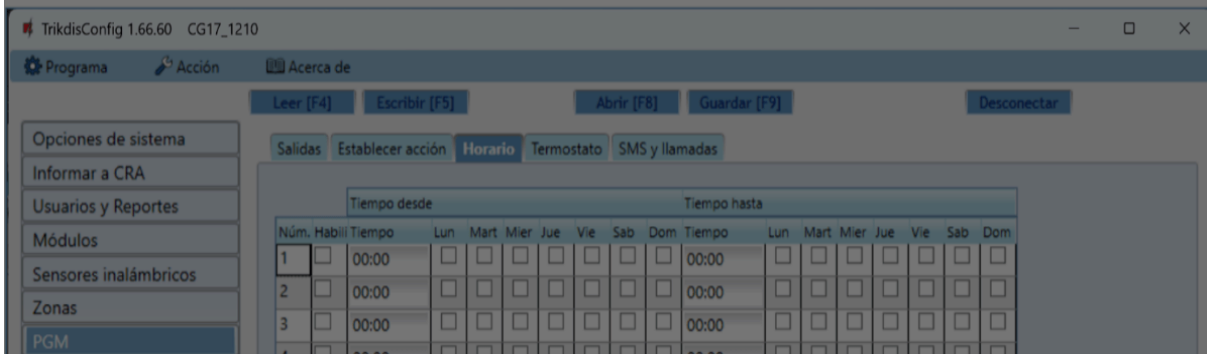 TrikdisConfig 1.66.60 CG17_1210
Programa Acción Acerca de
Leer [F4] Escribir [F5] Abrir [F8] Guardar [F9] Desconectar
Opciones de sistema
Informar a CRA
Usuarios y Reportes
Módulos
Sensores inalámbricos
Zonas
PGM
Salidas Establecer acción Horario Termostato SMS y llamadas
Tiempo desde Tiempo hasta
Núm. Habili Tiempo Lun Mart Mier Jue Vie Sab Dom Tiempo Lun Mart Mier Jue Vie Sab Dom
1 00:00 00:00
2 00:00 00:00
3 00:00 00:00